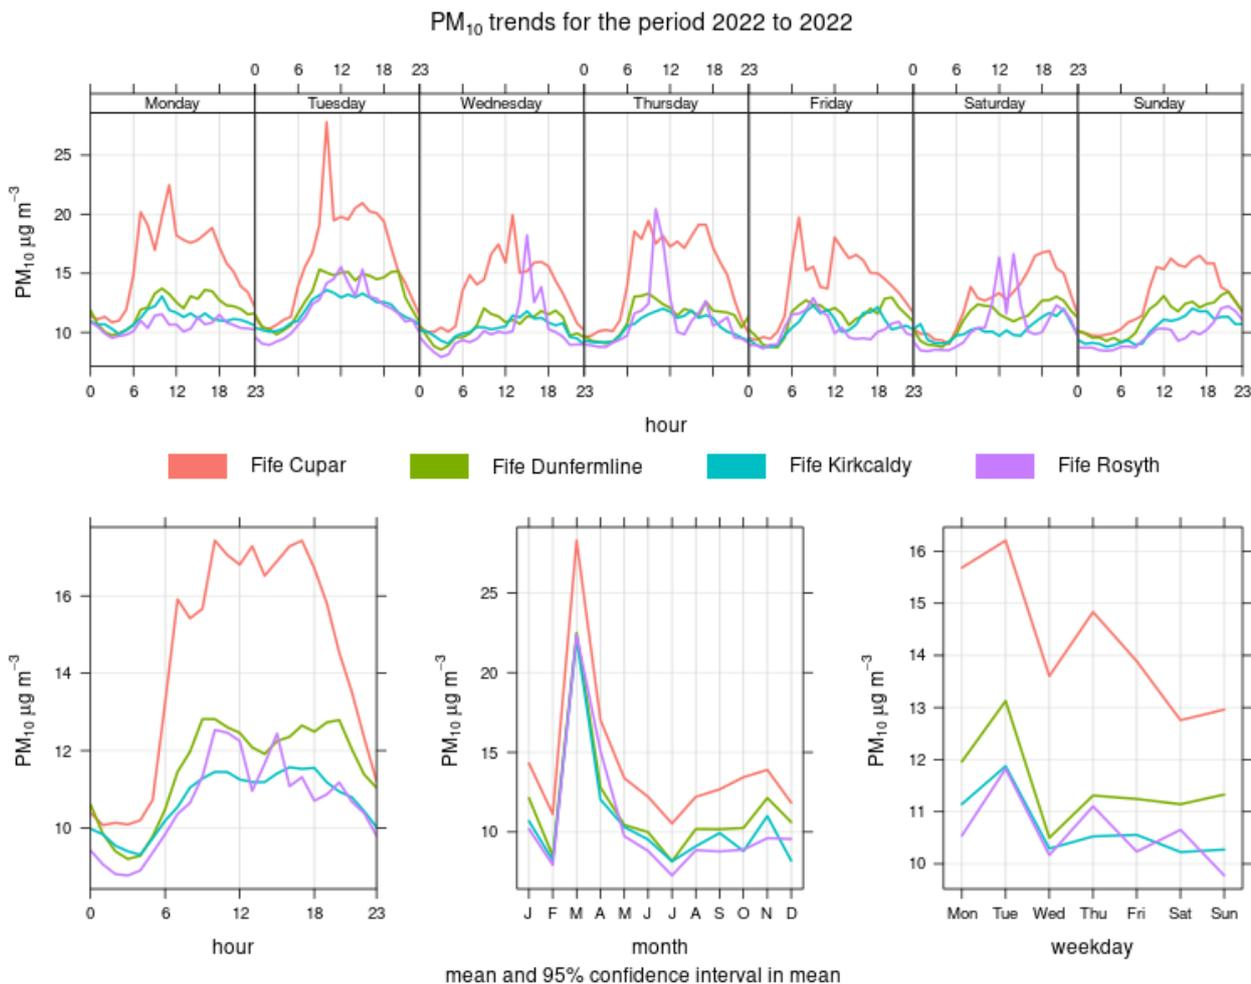 PM10 trends for the period 2022 to 2022
0 6 12 18 23 0 6 12 18 23 0 6 12 18 23
Monday Tuesday Wednesday Thursday Friday Saturday Sunday
25
20
15
10
PM10 µg m−3
0 6 12 18 23 0 6 12 18 23 0 6 12 18 23 0 6 12 18 23
hour
Fife Cupar Fife Dunfermline Fife Kirkcaldy Fife Rosyth
16
14
12
10
PM10 µg m−3
0 6 12 18 23
hour
25
20
15
10
PM10 µg m−3
J F M A M J J A S O N D
month
16
15
14
13
12
11
10
PM10 µg m−3
Mon Tue Wed Thu Fri Sat Sun
weekday
mean and 95% confidence interval in mean